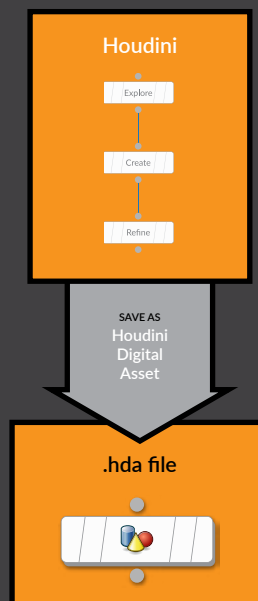 Houdini
Explore
Create
Refine
SAVE AS
Houdini
Digital
Asset
.hda file